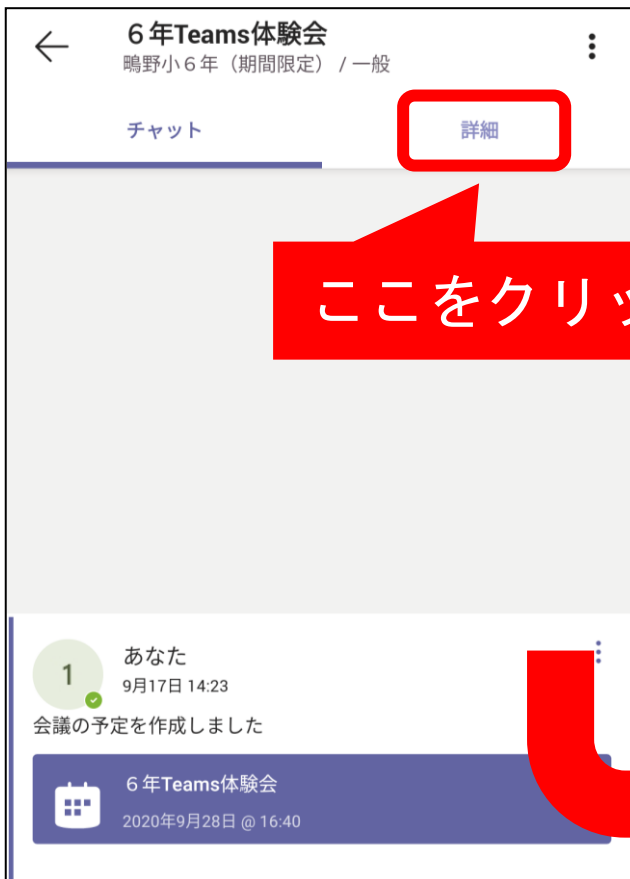 ６年Teams体験会
鴫野小６年（期間限定） / 一般
チャット
詳細
ここをクリッ
1
あなた
9月17日 14:23
会議の予定を作成しました
６年Teams体験会
2020年9月28日 @ 16:40